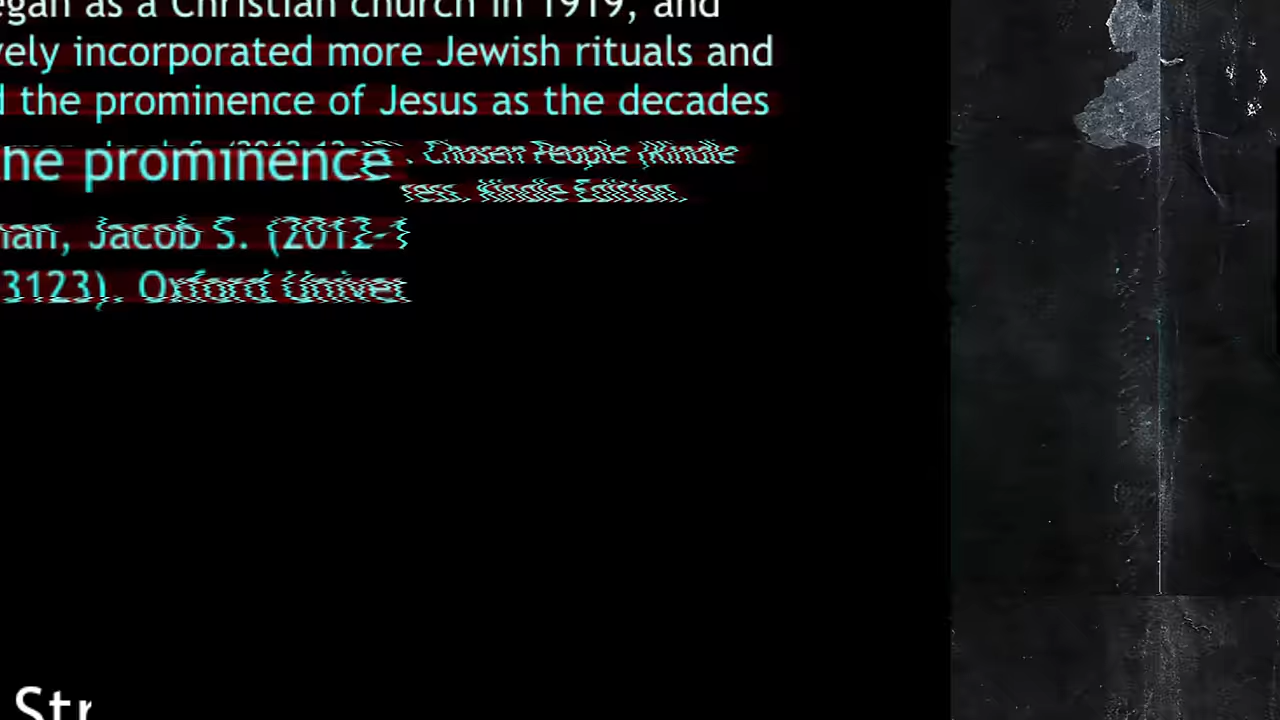 egan as a Christian church in 1919, and
vely incorporated more Jewish rituals and
d the prominence of Jesus as the decades
he prominence . Chosen People (Kindle
ress. Kindle Edition.
man, Jacob S. (2012-1
3123). Oxford Univer
Str